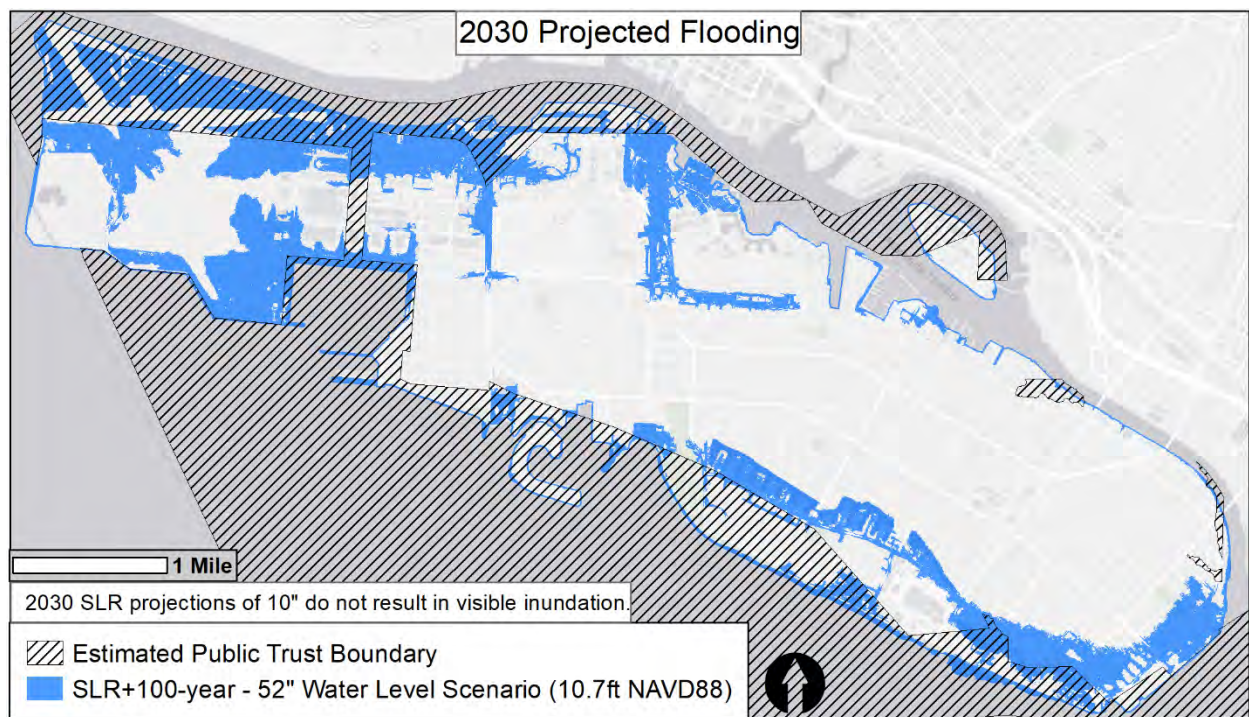 2030 Projected Flooding
1 Mile
2030 SLR projections of 10" do not result in visible inundation.
Estimated Public Trust Boundary
SLR+100-year - 52" Water Level Scenario (10.7ft NAVD88)